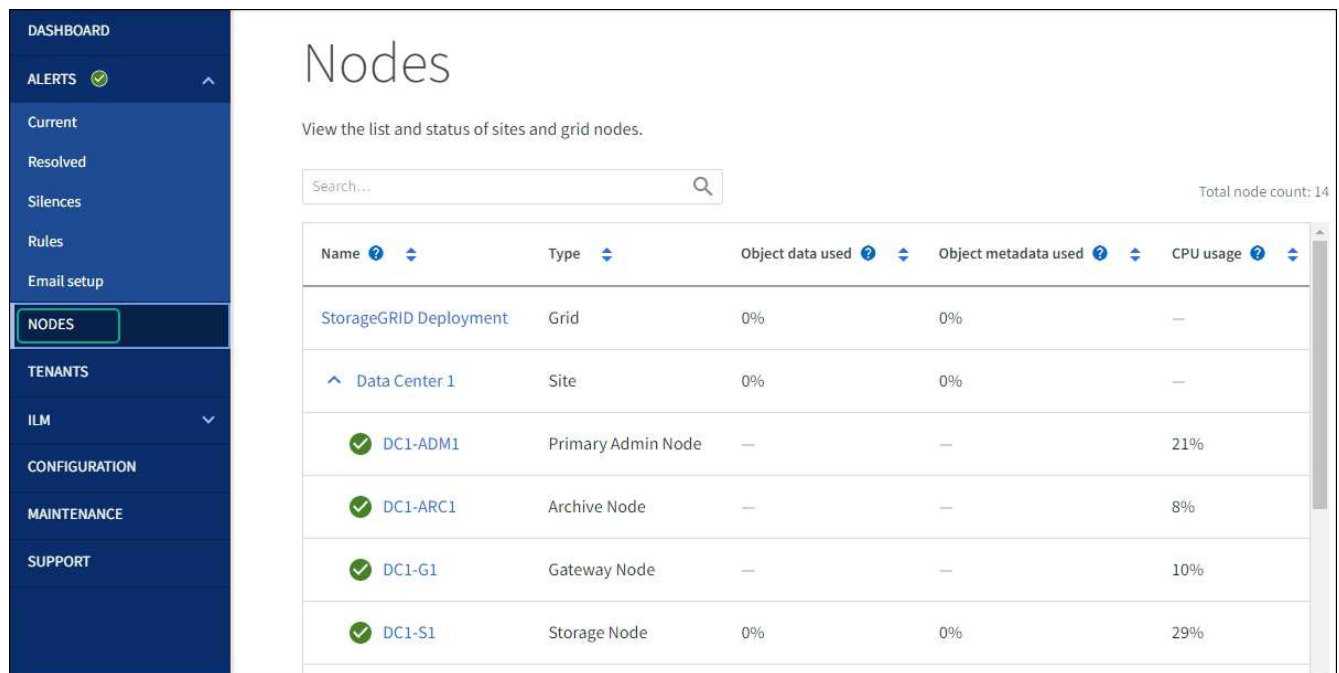 DASHBOARD
ALERTS
Current
Resolved
Silences
Rules
Email setup
NODES
TENANTS
ILM
CONFIGURATION
MAINTENANCE
SUPPORT
Nodes
View the list and status of sites and grid nodes.
Search...
Total node count: 14
Name ? Type Object data used ? Object metadata used ? CPU usage ?
StorageGRID Deployment Grid 0% 0% —
Data Center 1 Site 0% 0% —
DC1-ADM1 Primary Admin Node — — 21%
DC1-ARC1 Archive Node — — 8%
DC1-G1 Gateway Node — — 10%
DC1-S1 Storage Node 0% 0% 29%